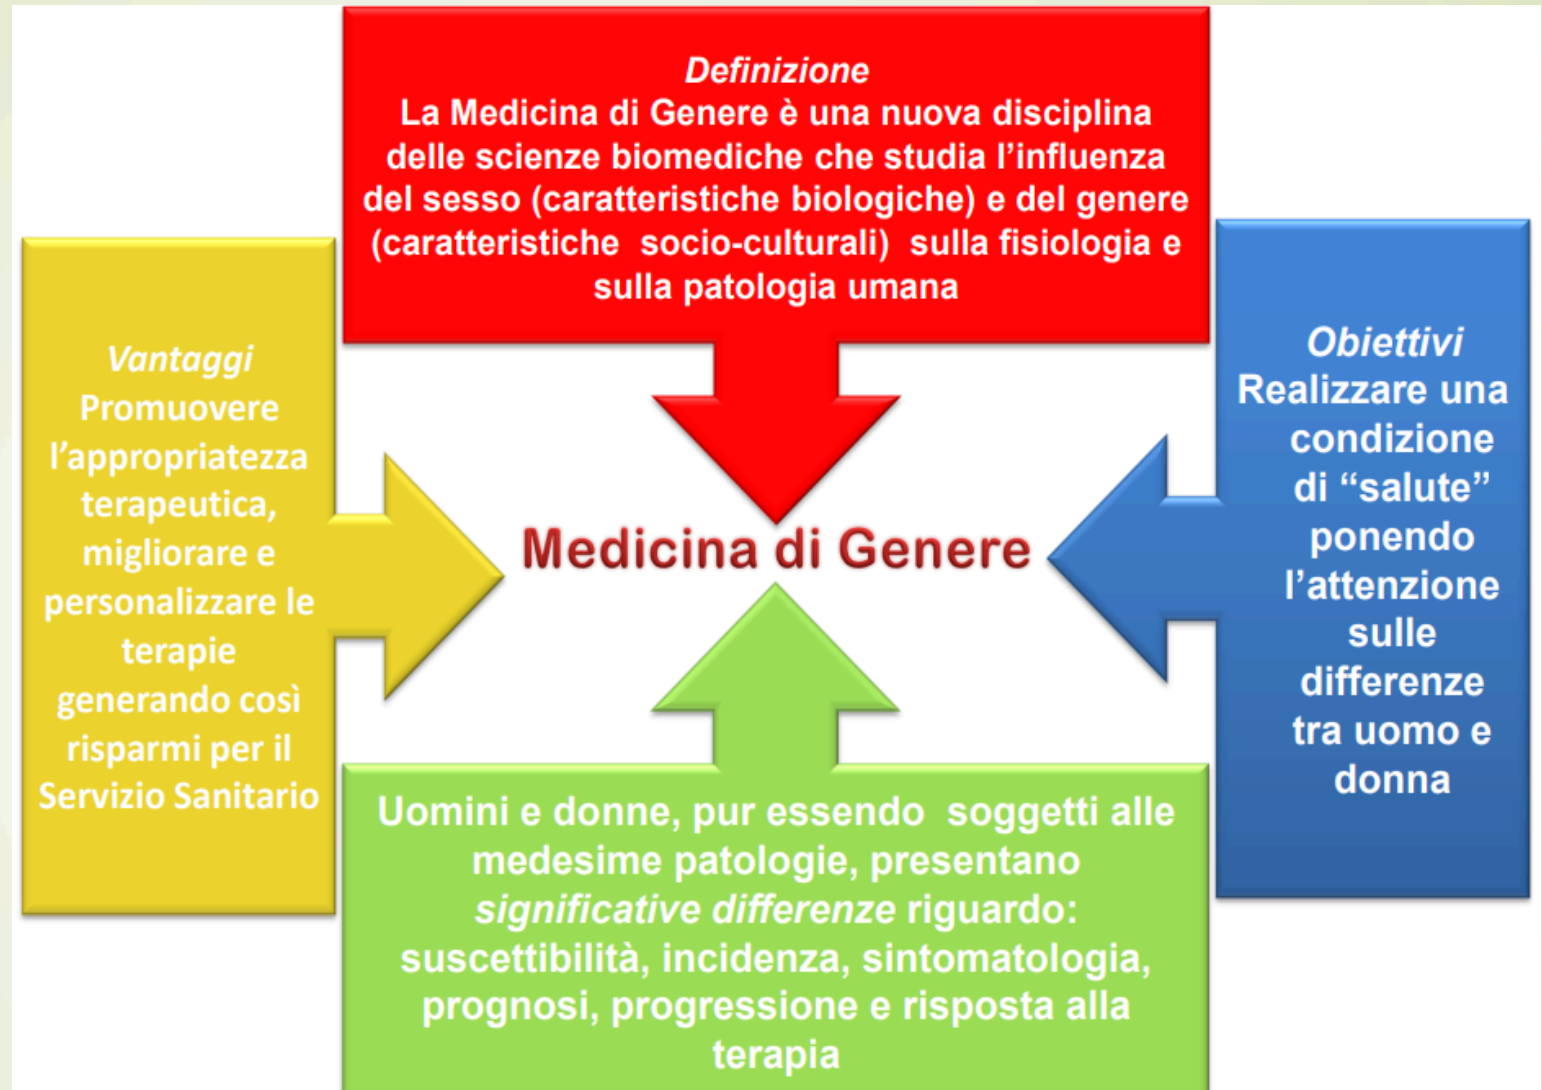 Definizione
La Medicina di Genere è una nuova disciplina
delle scienze biomediche che studia l’influenza
del sesso (caratteristiche biologiche) e del genere
(caratteristiche socio-culturali) sulla fisiologia e
sulla patologia umana
Vantaggi
Promuovere
l’appropriatezza
terapeutica,
migliorare e
personalizzare le
terapie
generando così
risparmi per il
Servizio Sanitario
Medicina di Genere
Obiettivi
Realizzare una
condizione
di “salute”
ponendo
l’attenzione
sulle
differenze
tra uomo e
donna
Uomini e donne, pur essendo soggetti alle
medesime patologie, presentano
significative differenze riguardo:
suscettibilità, incidenza, sintomatologia,
prognosi, progressione e risposta alla
terapia